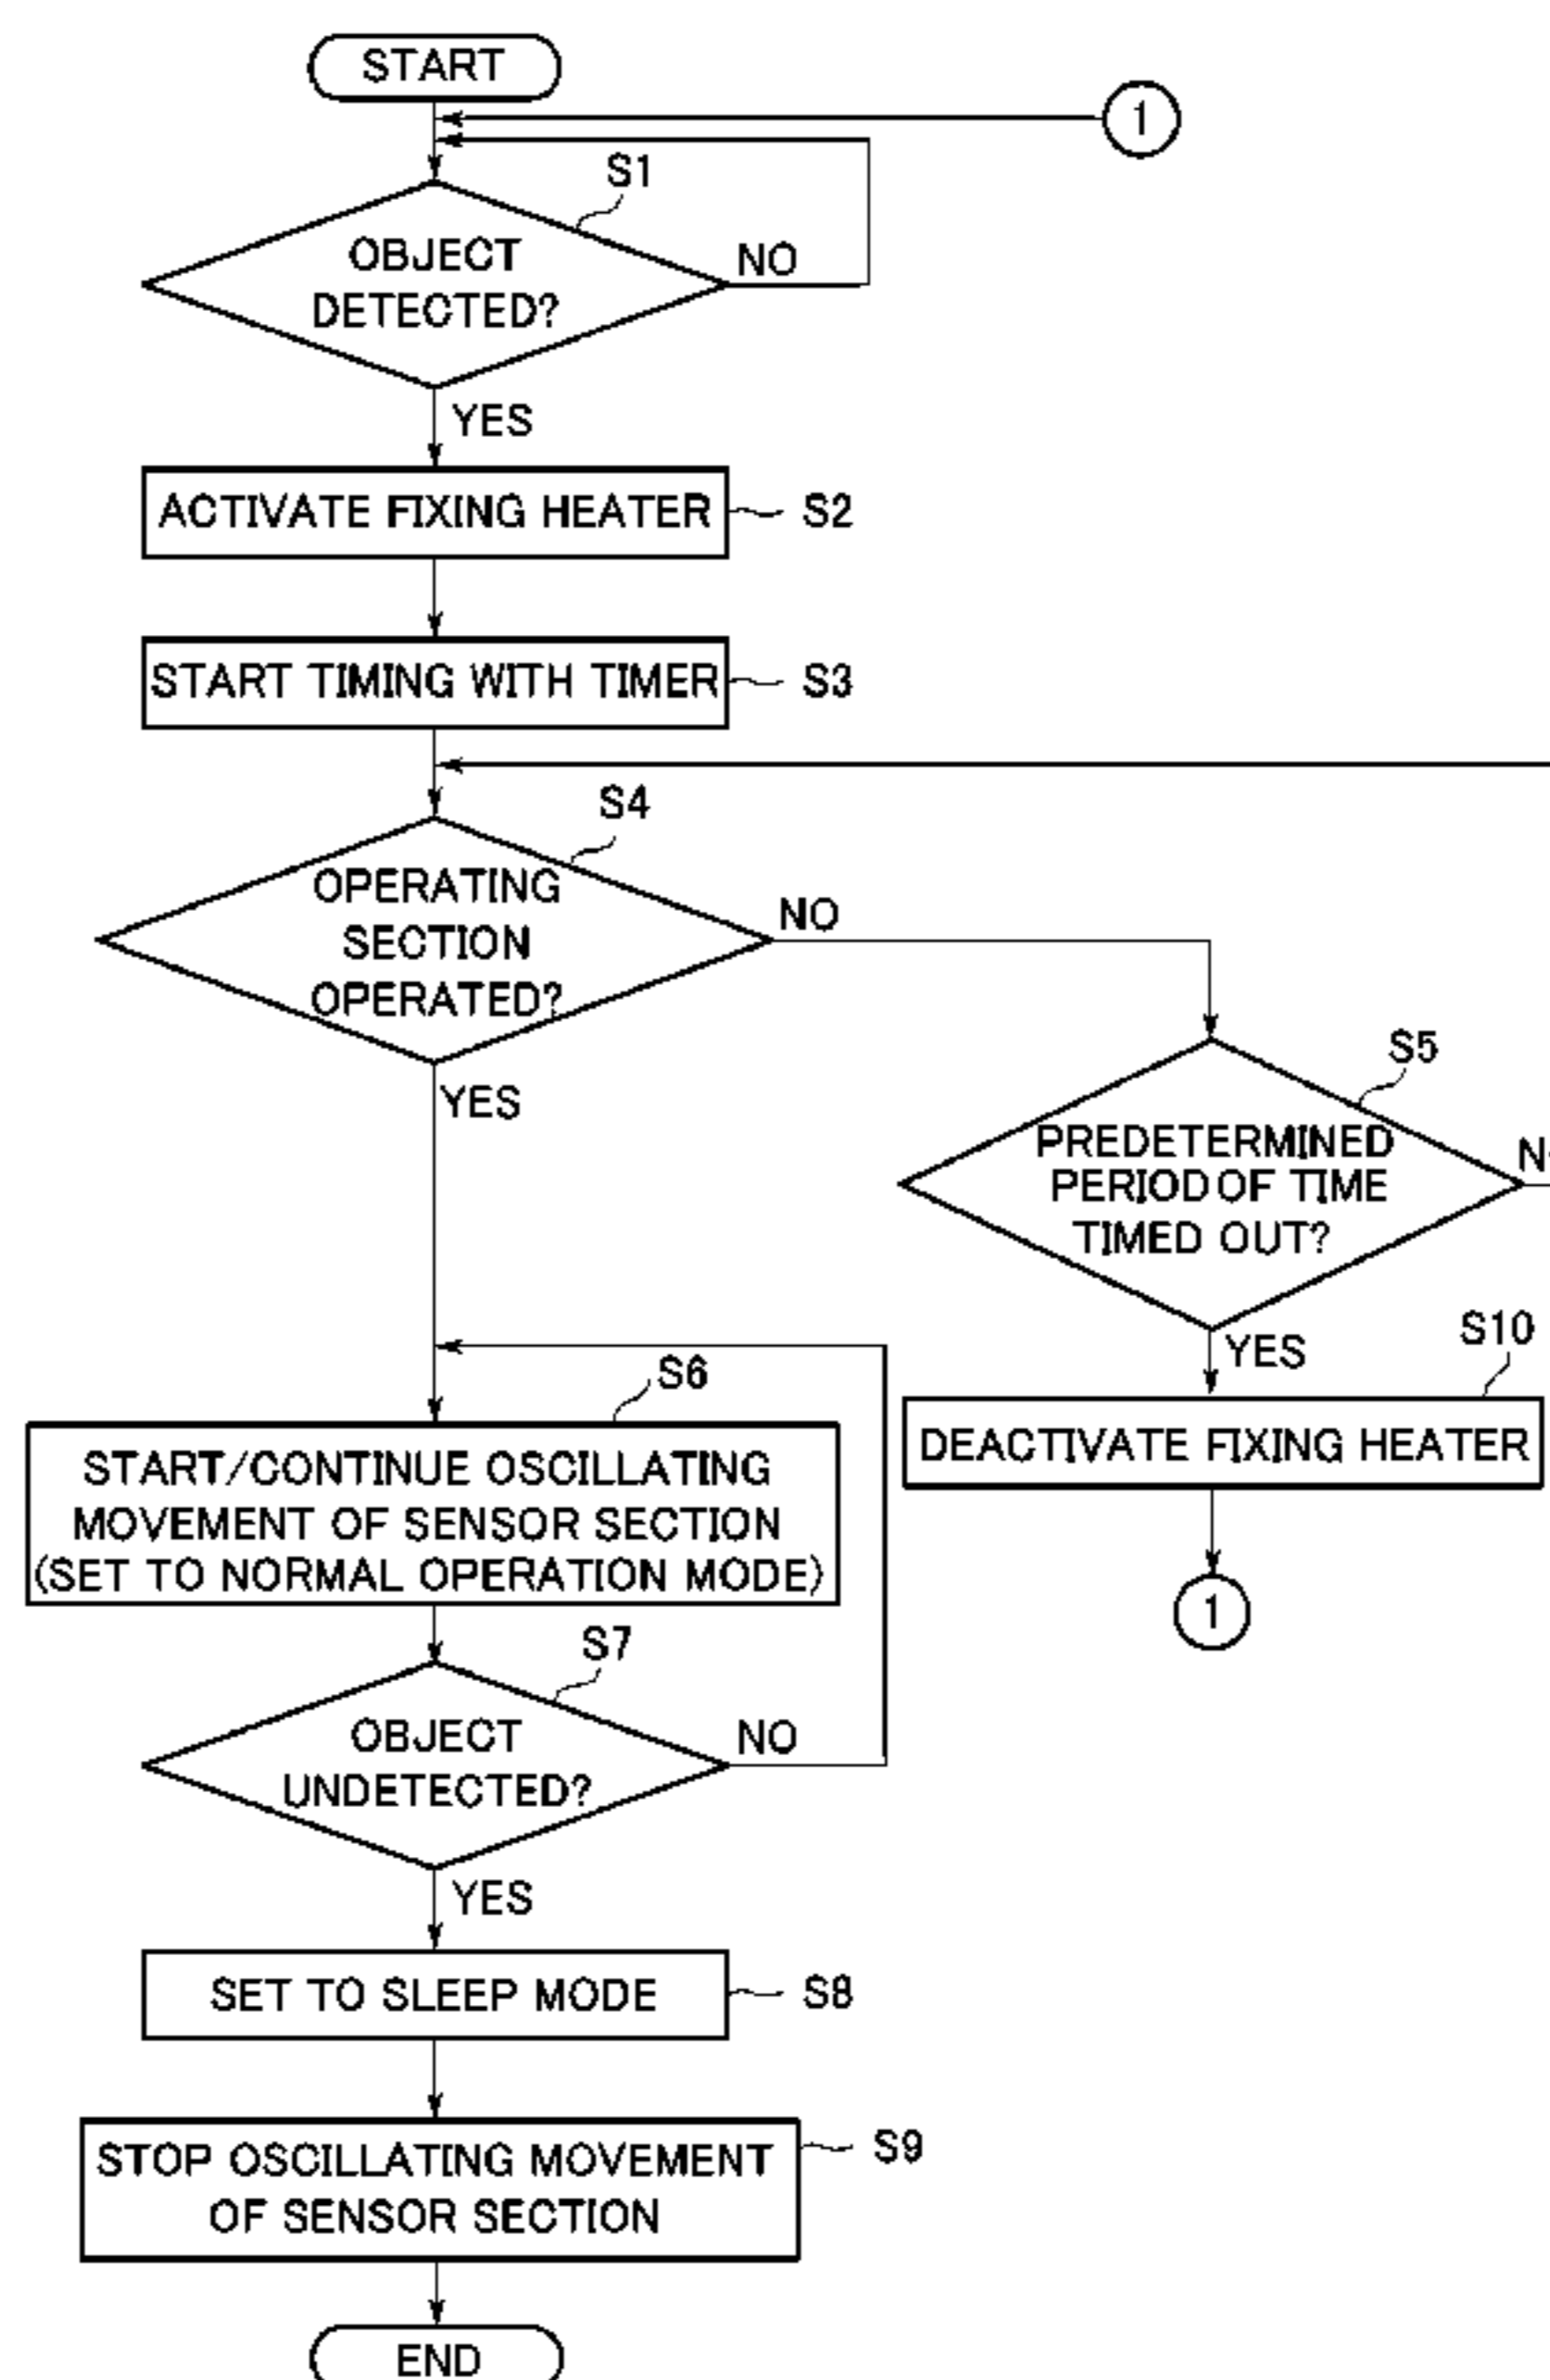 START
1
S1
OBJECT
DETECTED?
NO
YES
ACTIVATE FIXING HEATER
S2
START TIMING WITH TIMER
S3
S4
OPERATING
SECTION
OPERATED?
NO
YES
S5
PREDETERMINED
PERIOD OF TIME
TIMED OUT?
YES
S10
DEACTIVATE FIXING HEATER
1
S6
START/CONTINUE OSCILLATING
MOVEMENT OF SENSOR SECTION
(SET TO NORMAL OPERATION MODE)
S7
OBJECT
UNDETECTED?
NO
YES
SET TO SLEEP MODE
S8
STOP OSCILLATING MOVEMENT
OF SENSOR SECTION
S9
END